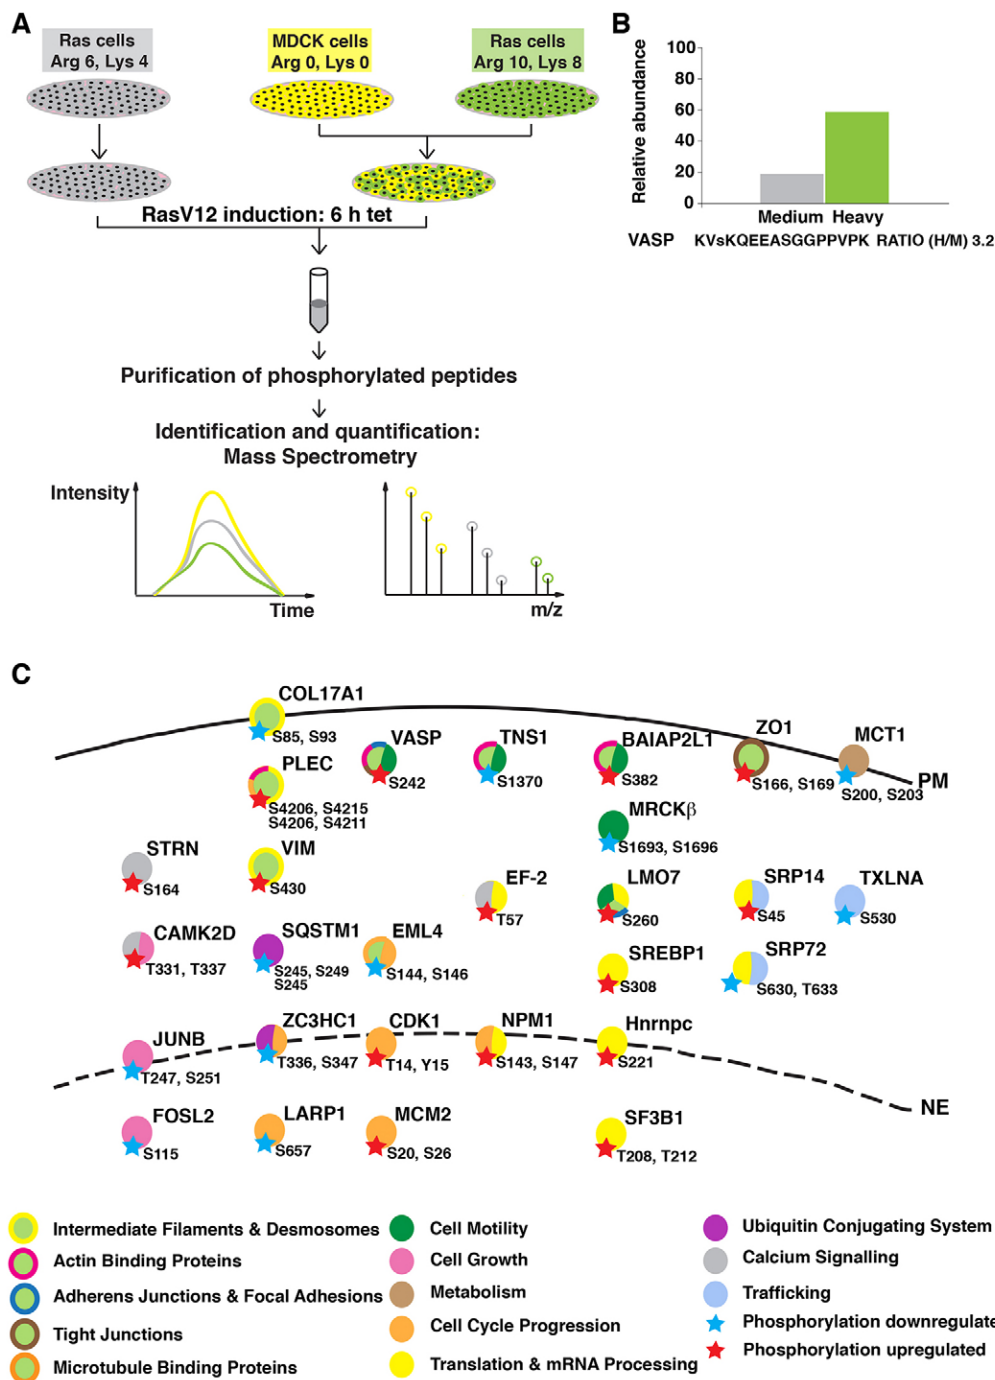 A
Ras cells
Arg 6, Lys 4
MDCK cells
Arg 0, Lys 0
Ras cells
Arg 10, Lys 8
RasV12 induction: 6 h tet
Purification of phosphorylated peptides
Identification and quantification:
Mass Spectrometry
Intensity
Time
m/z
B
Relative abundance
100
80
60
40
20
0
Medium Heavy
VASP KVsKQEEASGGPPVPK RATIO (H/M) 3.2
C
COL17A1
S85, S93
PLEC
S4206, S4215
S4206, S4211
VASP
S242
TNS1
S1370
BAIAP2L1
S382
ZO1
S166, S169
MCT1
S200, S203
PM
MRCKβ
S1693, S1696
STRN
S164
VIM
S430
EF-2
T57
LMO7
S260
SRP14
S45
TXLNA
S530
CAMK2D
T331, T337
SQSTM1
S245, S249
S245
EML4
S144, S146
SREBP1
S308
SRP72
S630, T633
JUNB
T247, S251
ZC3HC1
T336, S347
CDK1
T14, Y15
NPM1
S143, S147
Hnrnpc
S221
NE
FOSL2
S115
LARP1
S657
MCM2
S20, S26
SF3B1
T208, T212
Intermediate Filaments & Desmosomes
Actin Binding Proteins
Adherens Junctions & Focal Adhesions
Tight Junctions
Microtubule Binding Proteins
Cell Motility
Cell Growth
Metabolism
Cell Cycle Progression
Translation & mRNA Processing
Ubiquitin Conjugating System
Calcium Signalling
Trafficking
Phosphorylation downregulate
Phosphorylation upregulated